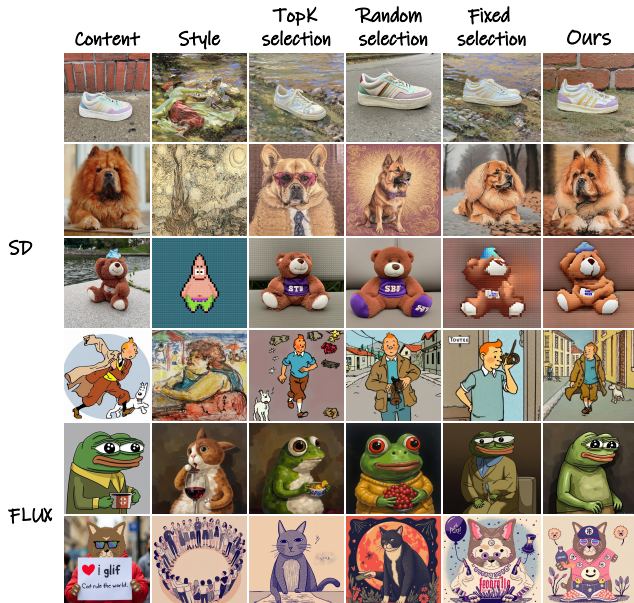 Content
Style
TopK
selection
Random
selection
Fixed
selection
Ours
SD
FLUX
i glif
Cat rule the world.